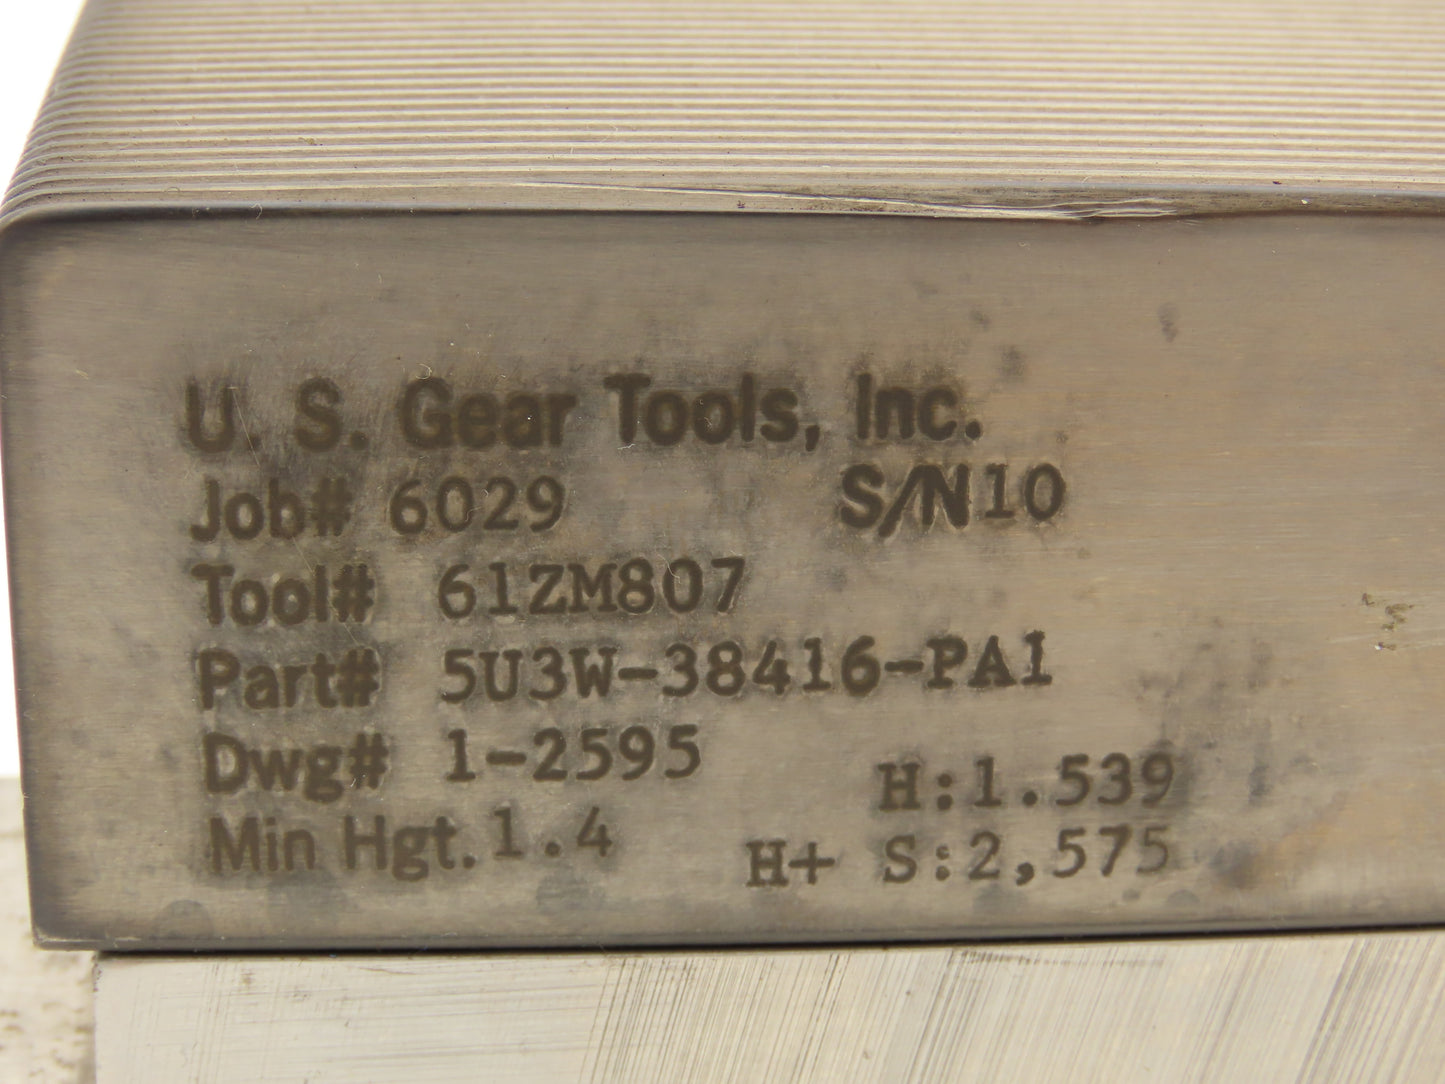 U. S. Gear Tools, Inc.
Job# 6029 S/N10
Tool# 61ZM807
Part# 5U3W-38416-PA1
Dwg# 1-2595
H:1.539
Min Hgt. 1.4
H+ S:2,575